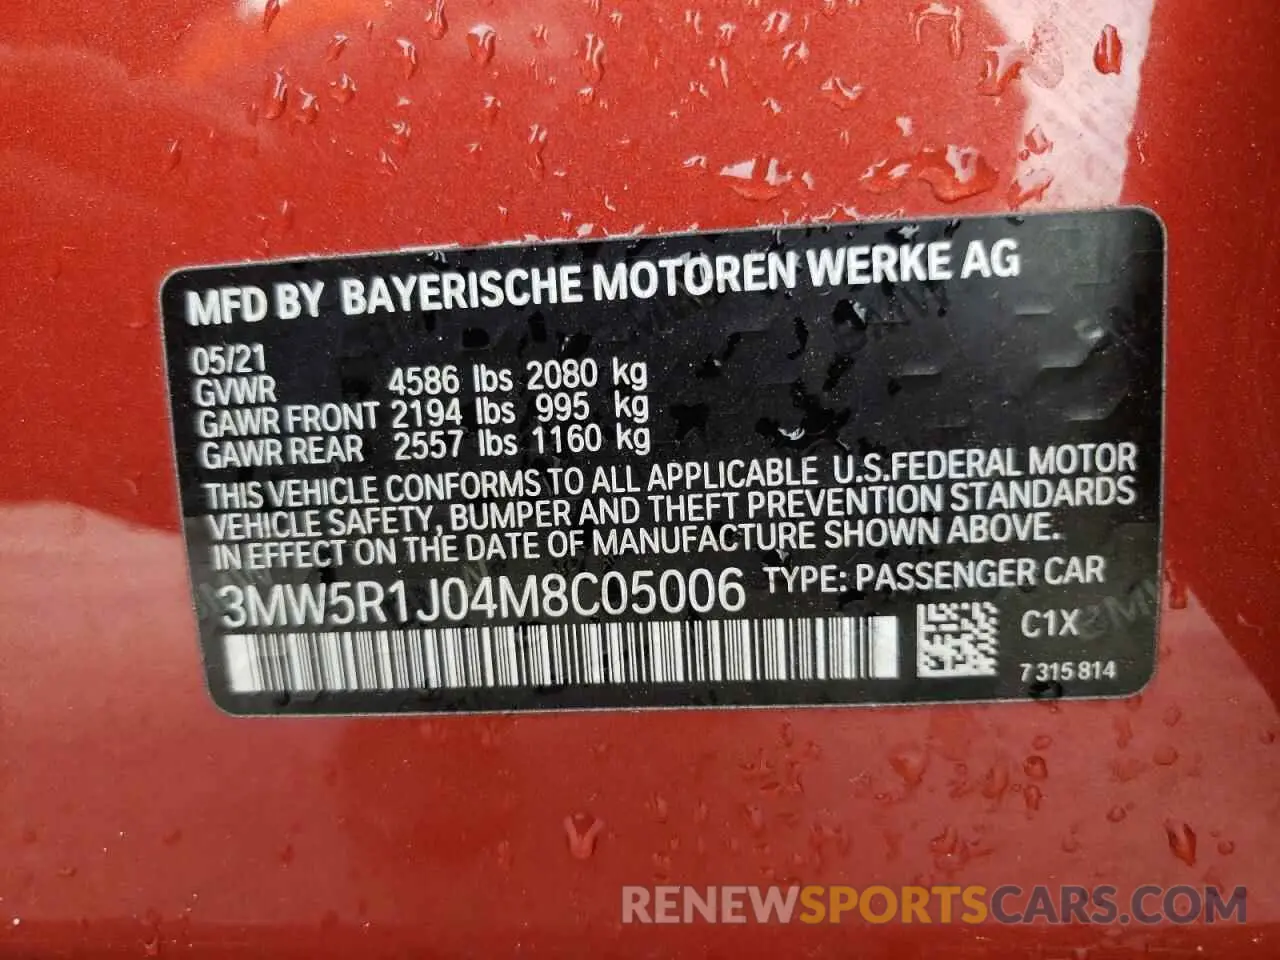 MFD BY BAYERISCHE MOTOREN WERKE AG
05/21
GVWR 4586 lbs 2080 kg
GAWR FRONT 2194 lbs 995 kg
GAWR REAR 2557 lbs 1160 kg
THIS VEHICLE CONFORMS TO ALL APPLICABLE U.S.FEDERAL MOTOR
VEHICLE SAFETY, BUMPER AND THEFT PREVENTION STANDARDS
IN EFFECT ON THE DATE OF MANUFACTURE SHOWN ABOVE.
3MW5R1J04M8C05006 TYPE: PASSENGER CAR
C1X
7 315 814
RENEWSPORTSCARS.COM